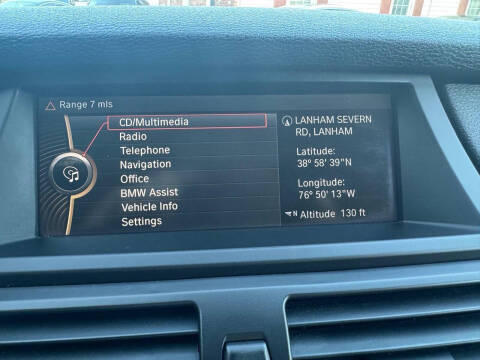 Range 7 mls
CD/Multimedia
Radio
Telephone
Navigation
Office
BMW Assist
Vehicle Info
Settings
LANHAM SEVERN
RD, LANHAM
Latitude:
38° 58' 39"N
Longitude:
76° 50' 13"W
N Altitude 130 ft